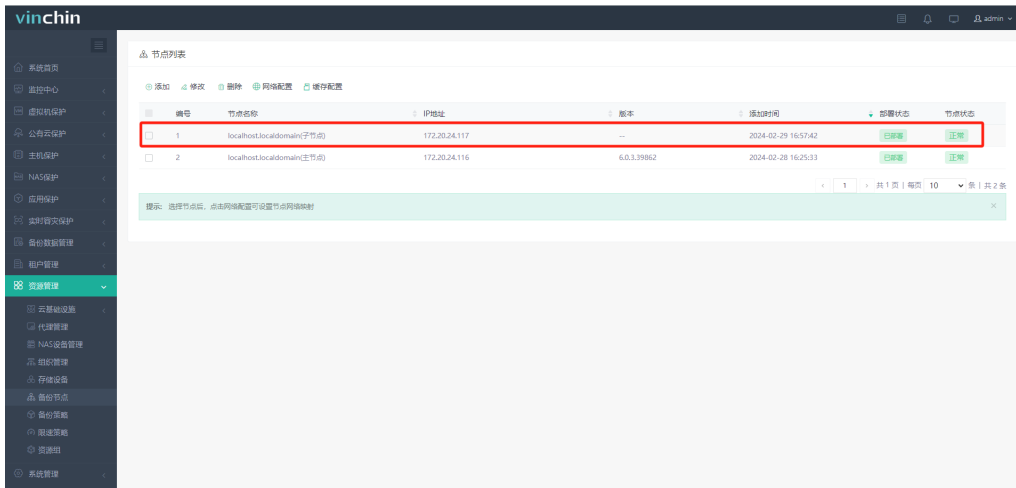 vinchin
admin
节点列表
系统首页
监控中心
添加 修改 删除 网络配置 缓存配置
虚拟机保护
编号 节点名称 IP地址 版本 添加时间 部署状态 节点状态
公有云保护
1 localhost.localdomain(子节点) 172.20.24.117 -- 2024-02-29 16:57:42 已部署 正常
主机保护
2 localhost.localdomain(主节点) 172.20.24.116 6.0.3.39862 2024-02-28 16:25:33 已部署 正常
NAS保护
‹ 1 › 共1页 | 每页 10 条 | 共2条
应用保护
提示: 选择节点后、点击网络配置可设置节点网络映射 ×
实时容灾保护
备份数据管理
租户管理
资源管理
云基础设施
代理管理
NAS设备管理
组织管理
存储设备
备份节点
备份策略
限速策略
资源组
系统管理